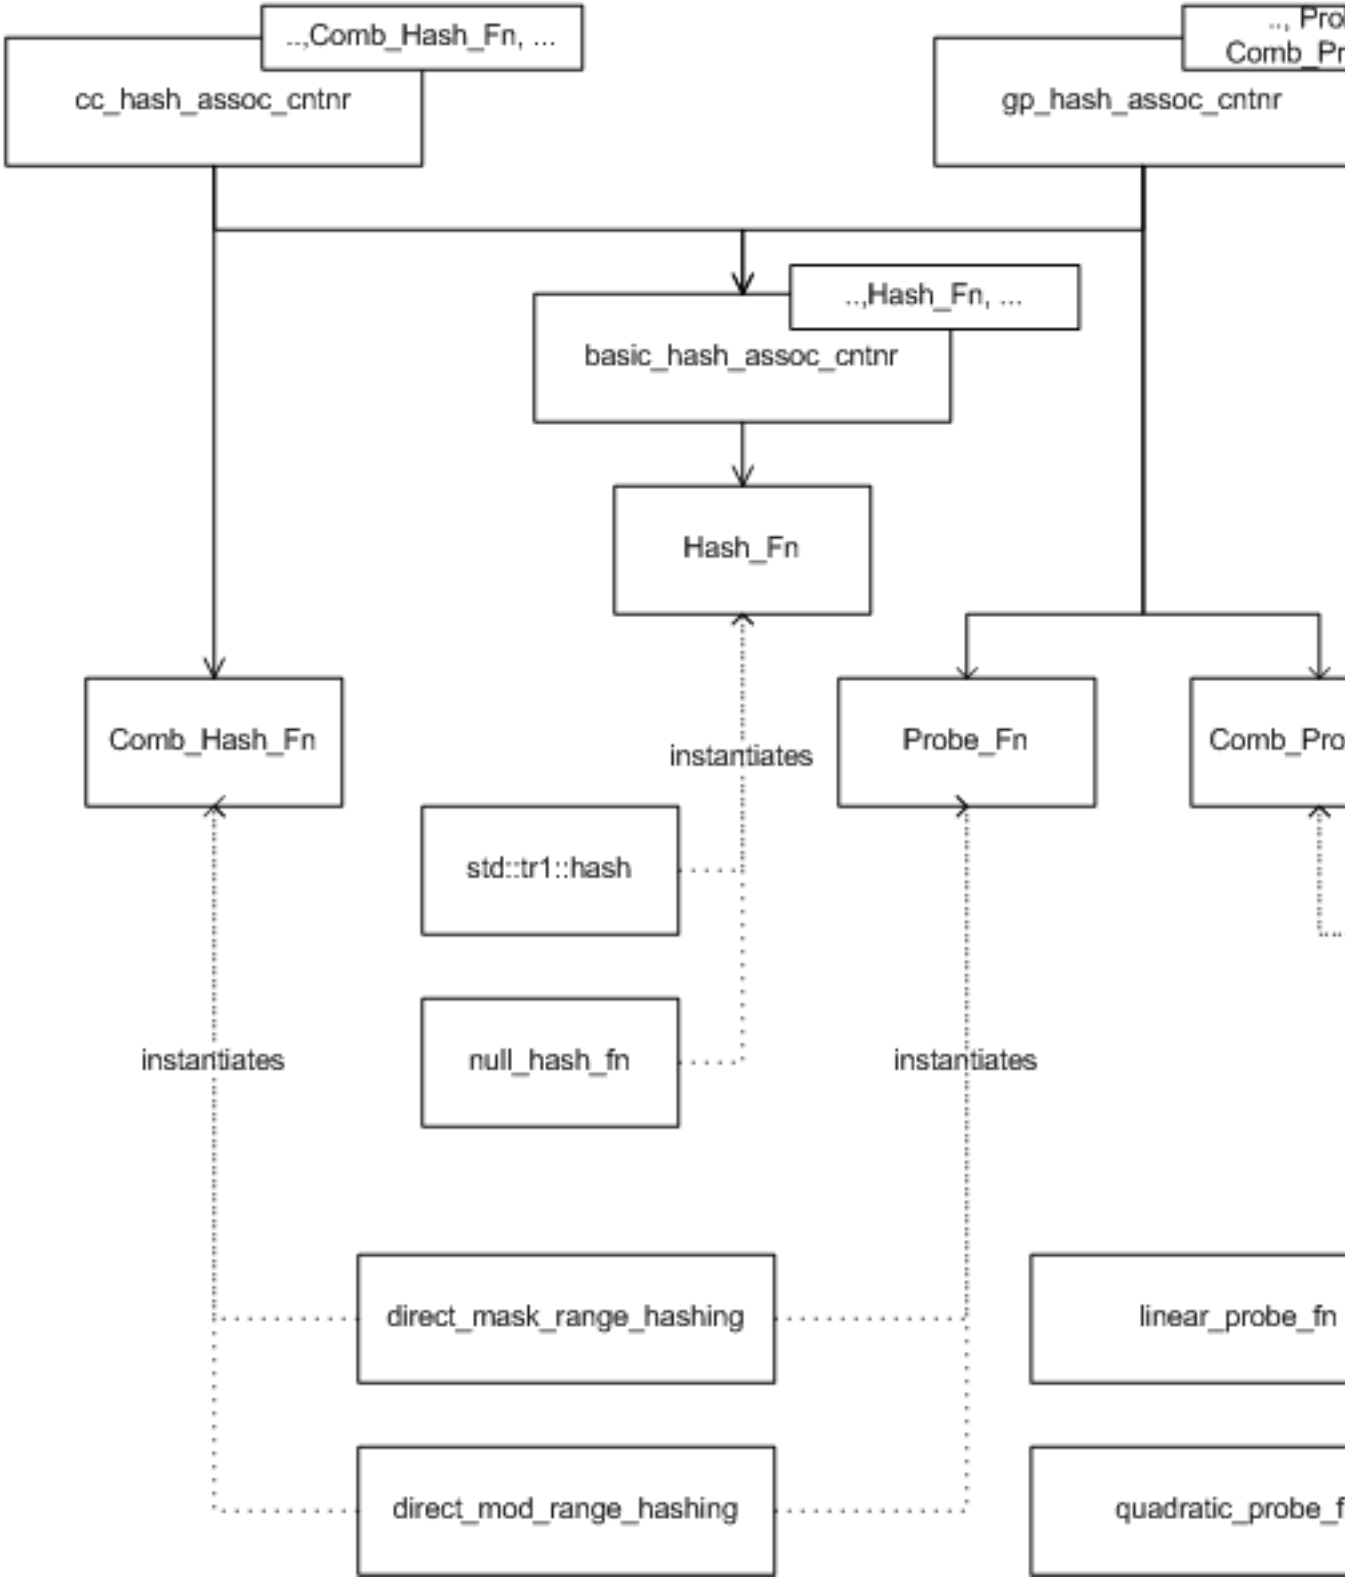 ..,Comb_Hash_Fn, ...
cc_hash_assoc_cntnr
..,
gp_hash_assoc_cntnr
..,Hash_Fn, ...
basic_hash_assoc_cntnr
Hash_Fn
Comb_Hash_Fn
instantiates
Probe_Fn
std::tr1::hash
instantiates
null_hash_fn
instantiates
direct_mask_range_hashing
linear_probe_fn
direct_mod_range_hashing